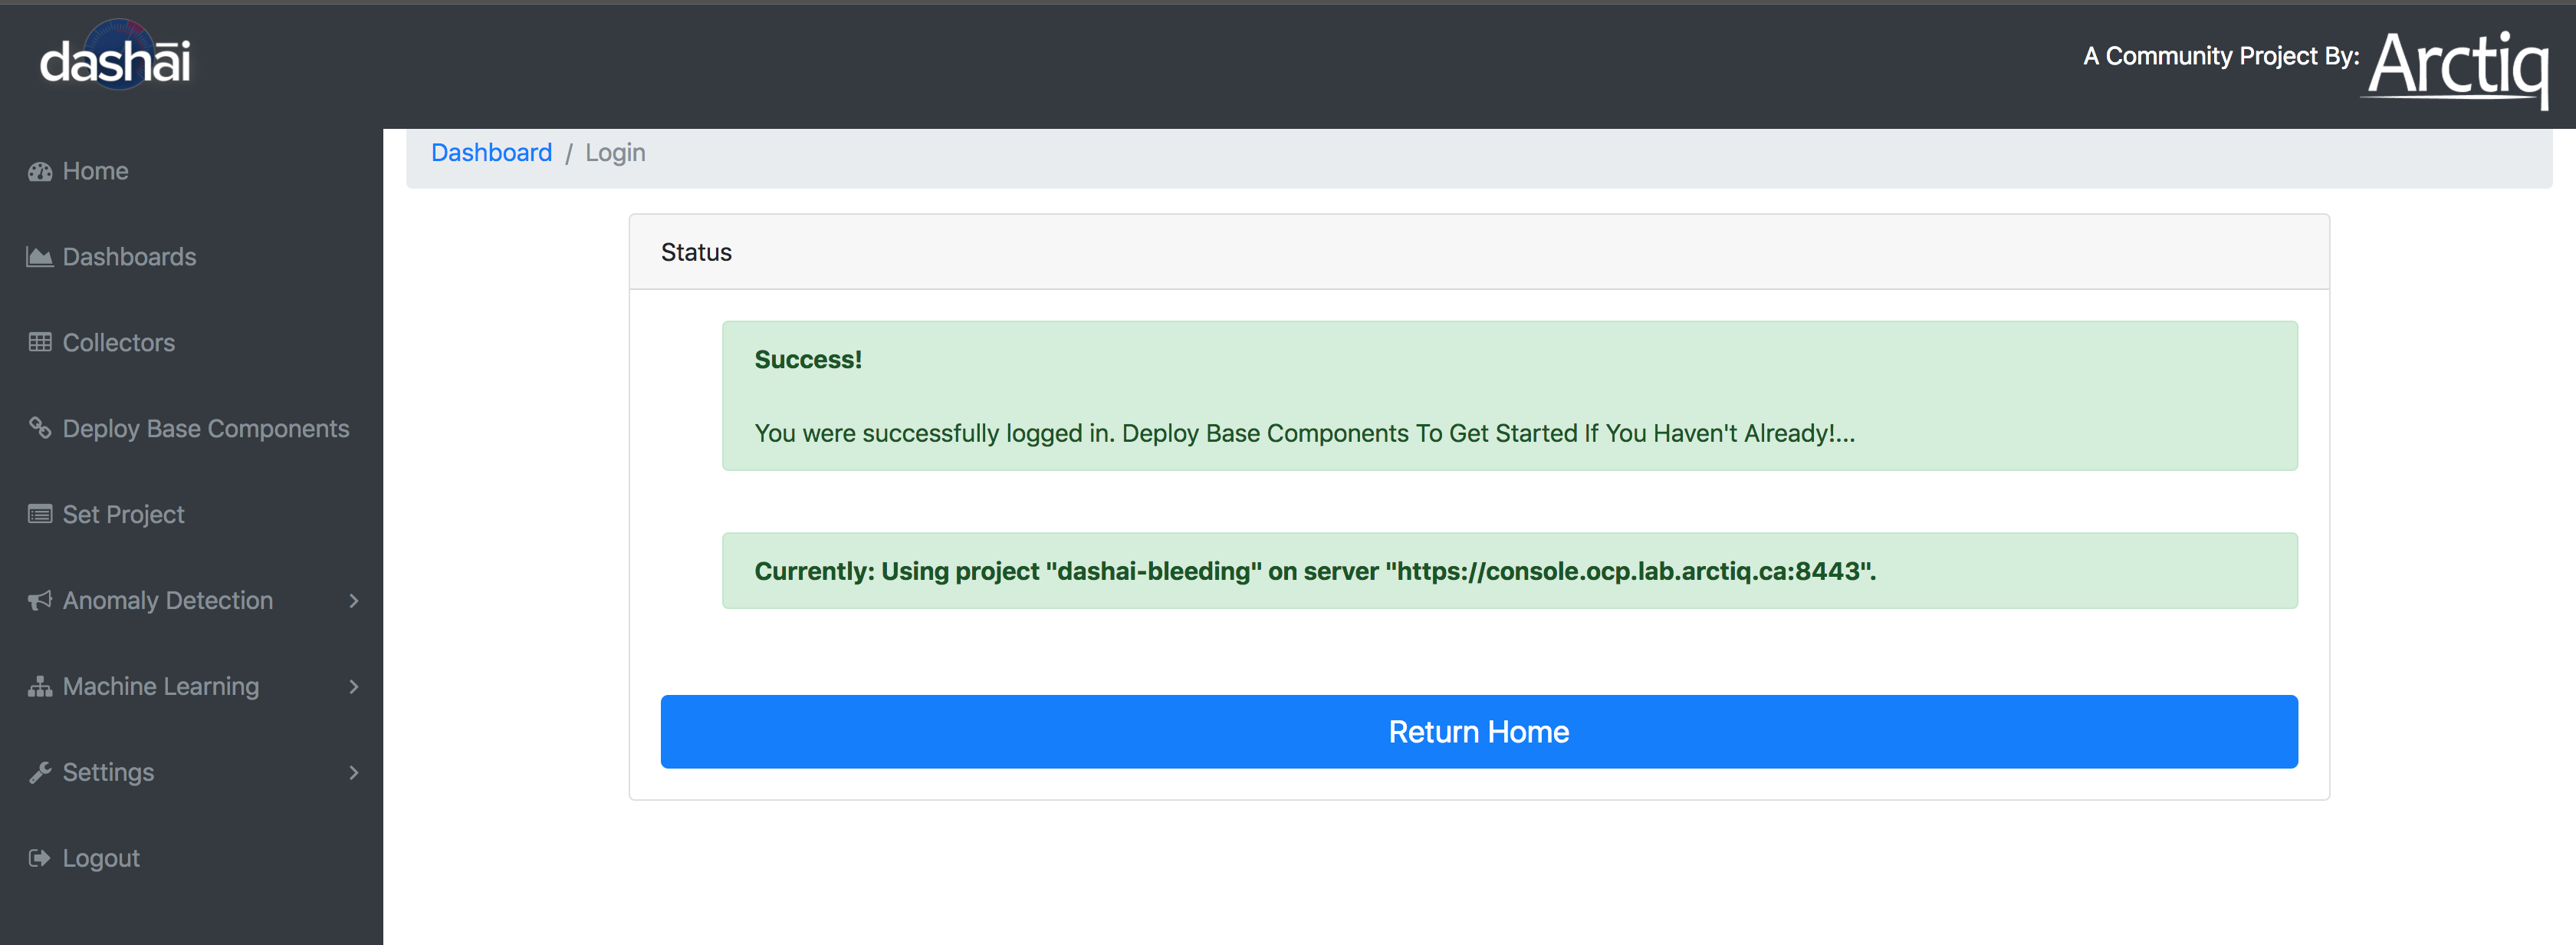 dashāi
A Community Project By: Arctiq
Home
Dashboards
Collectors
Deploy Base Components
Set Project
Anomaly Detection
Machine Learning
Settings
Logout
Dashboard / Login
Status
Success!
You were successfully logged in. Deploy Base Components To Get Started If You Haven't Already!...
Currently: Using project "dashai-bleeding" on server "https://console.ocp.lab.arctiq.ca:8443".
Return Home